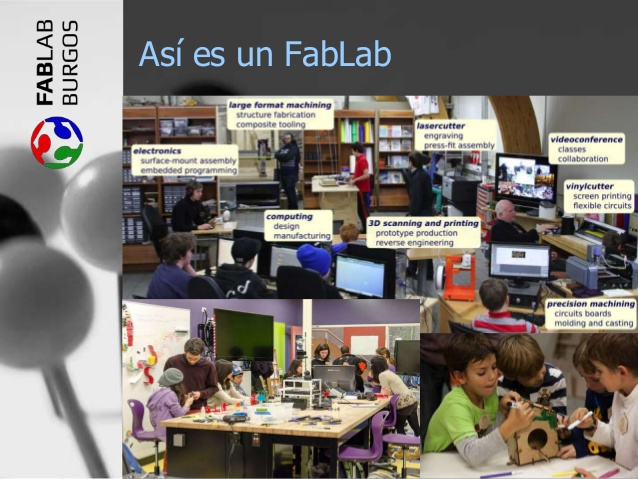 FABLAB
BURGOS
Así es un FabLab
large format machining
structure fabrication
composite tooling
lasercutter
engraving
press-fit assembly
videoconference
classes
collaboration
electronics
surface-mount assembly
embedded programming
vinylcutter
screen printing
flexible circuits
computing
design
manufacturing
3D scanning and printing
prototype production
reverse engineering
precision machining
circuits boards
molding and casting